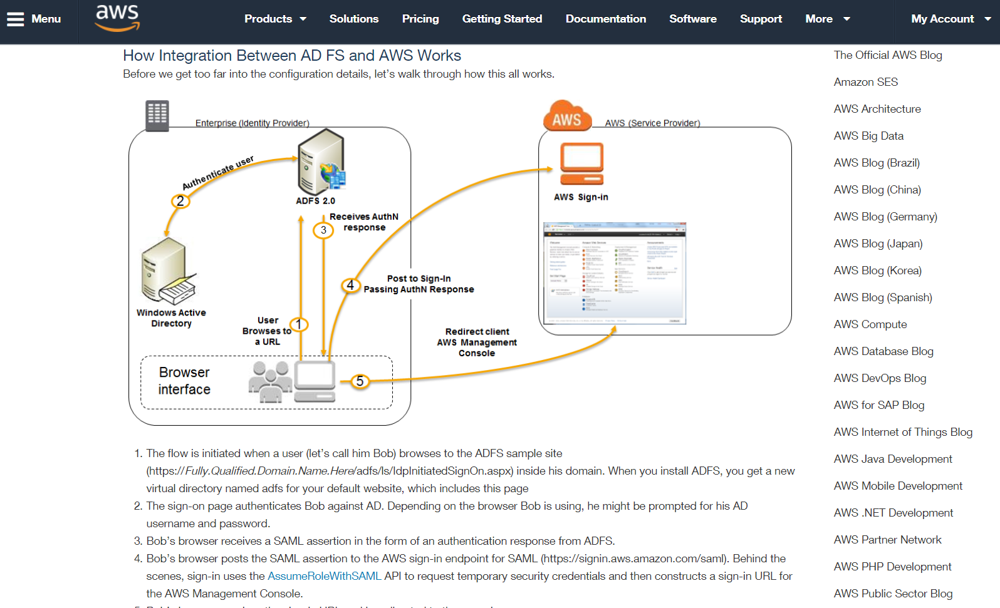 Menu
aws
Products
Solutions
Pricing
Getting Started
Documentation
Software
Support
More
My Account
How Integration Between AD FS and AWS Works
Before we get too far into the configuration details, let's walk through how this all works.
Enterprise (Identity Provider)
Authenticate user
2
ADFS 2.0
Receives AuthN
response
3
Windows Active
Directory
4
Post to Sign-In
Passing AuthN Response
User
Browses to
a URL
1
Browser
interface
5
Redirect client
AWS Management
Console
AWS
AWS (Service Provider)
AWS Sign-in
1. The flow is initiated when a user (let's call him Bob) browses to the ADFS sample site
(https://Fully.Qualified.Domain.Name.Here/adfs/ls/IdpInitiatedSignOn.aspx) inside his domain. When you install ADFS, you get a new
virtual directory named adfs for your default website, which includes this page
2. The sign-on page authenticates Bob against AD. Depending on the browser Bob is using, he might be prompted for his AD
username and password.
3. Bob's browser receives a SAML assertion in the form of an authentication response from ADFS.
4. Bob's browser posts the SAML assertion to the AWS sign-in endpoint for SAML (https://signin.aws.amazon.com/saml). Behind the
scenes, sign-in uses the AssumeRoleWithSAML API to request temporary security credentials and then constructs a sign-in URL for
the AWS Management Console.
The Official AWS Blog
Amazon SES
AWS Architecture
AWS Big Data
AWS Blog (Brazil)
AWS Blog (China)
AWS Blog (Germany)
AWS Blog (Japan)
AWS Blog (Korea)
AWS Blog (Spanish)
AWS Compute
AWS Database Blog
AWS DevOps Blog
AWS for SAP Blog
AWS Internet of Things Blog
AWS Java Development
AWS Mobile Development
AWS .NET Development
AWS Partner Network
AWS PHP Development
AWS Public Sector Blog